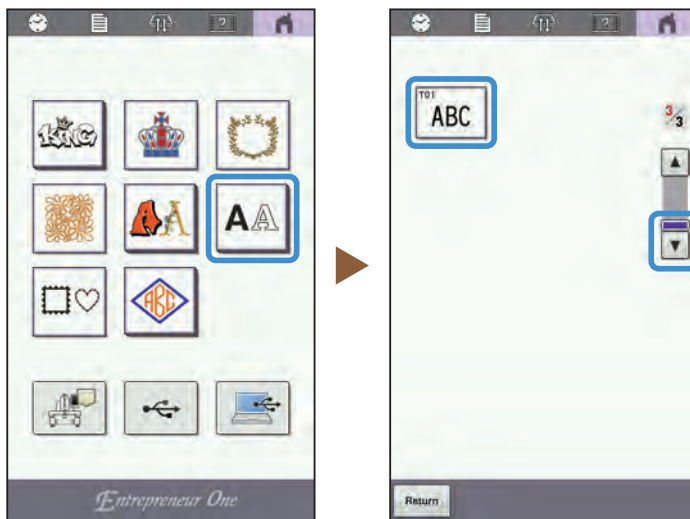 KING
A A
A A
ABC
Entrepreneur One
T01
ABC
3/3
Return